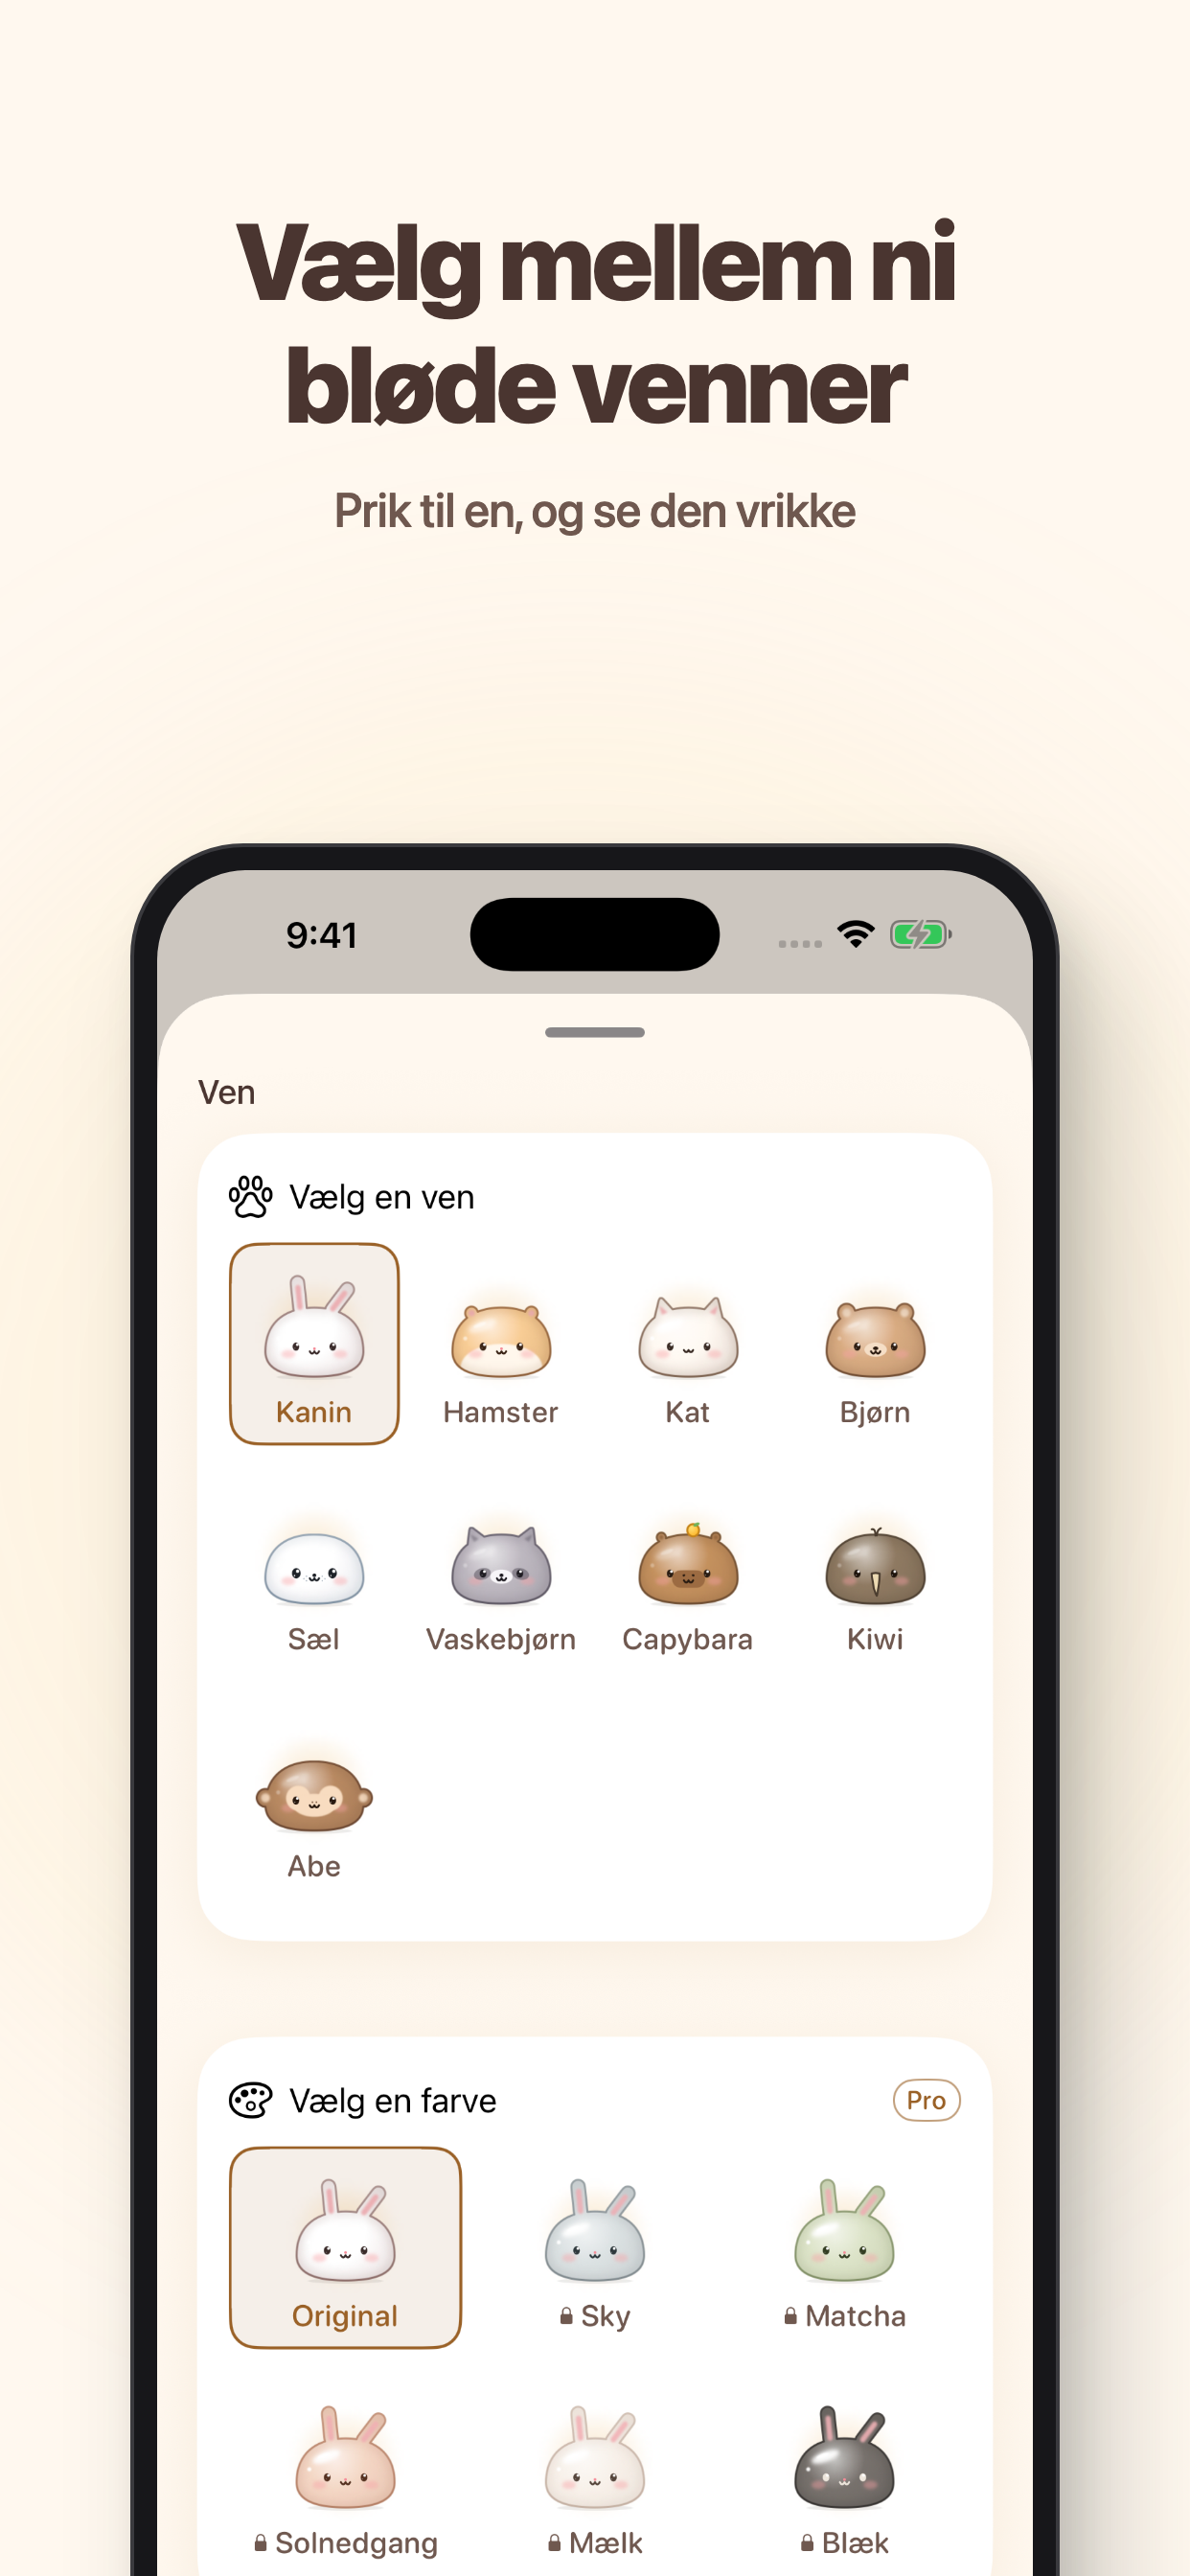 Vælg mellem ni
bløde venner
Prik til en, og se den vrikke
9:41
Ven
Vælg en ven
Kanin
Hamster
Kat
Bjørn
Sæl
Vaskebjørn
Capybara
Kiwi
Abe
Vælg en farve
Pro
Original
Sky
Matcha
Solnedgang
Mælk
Blæk